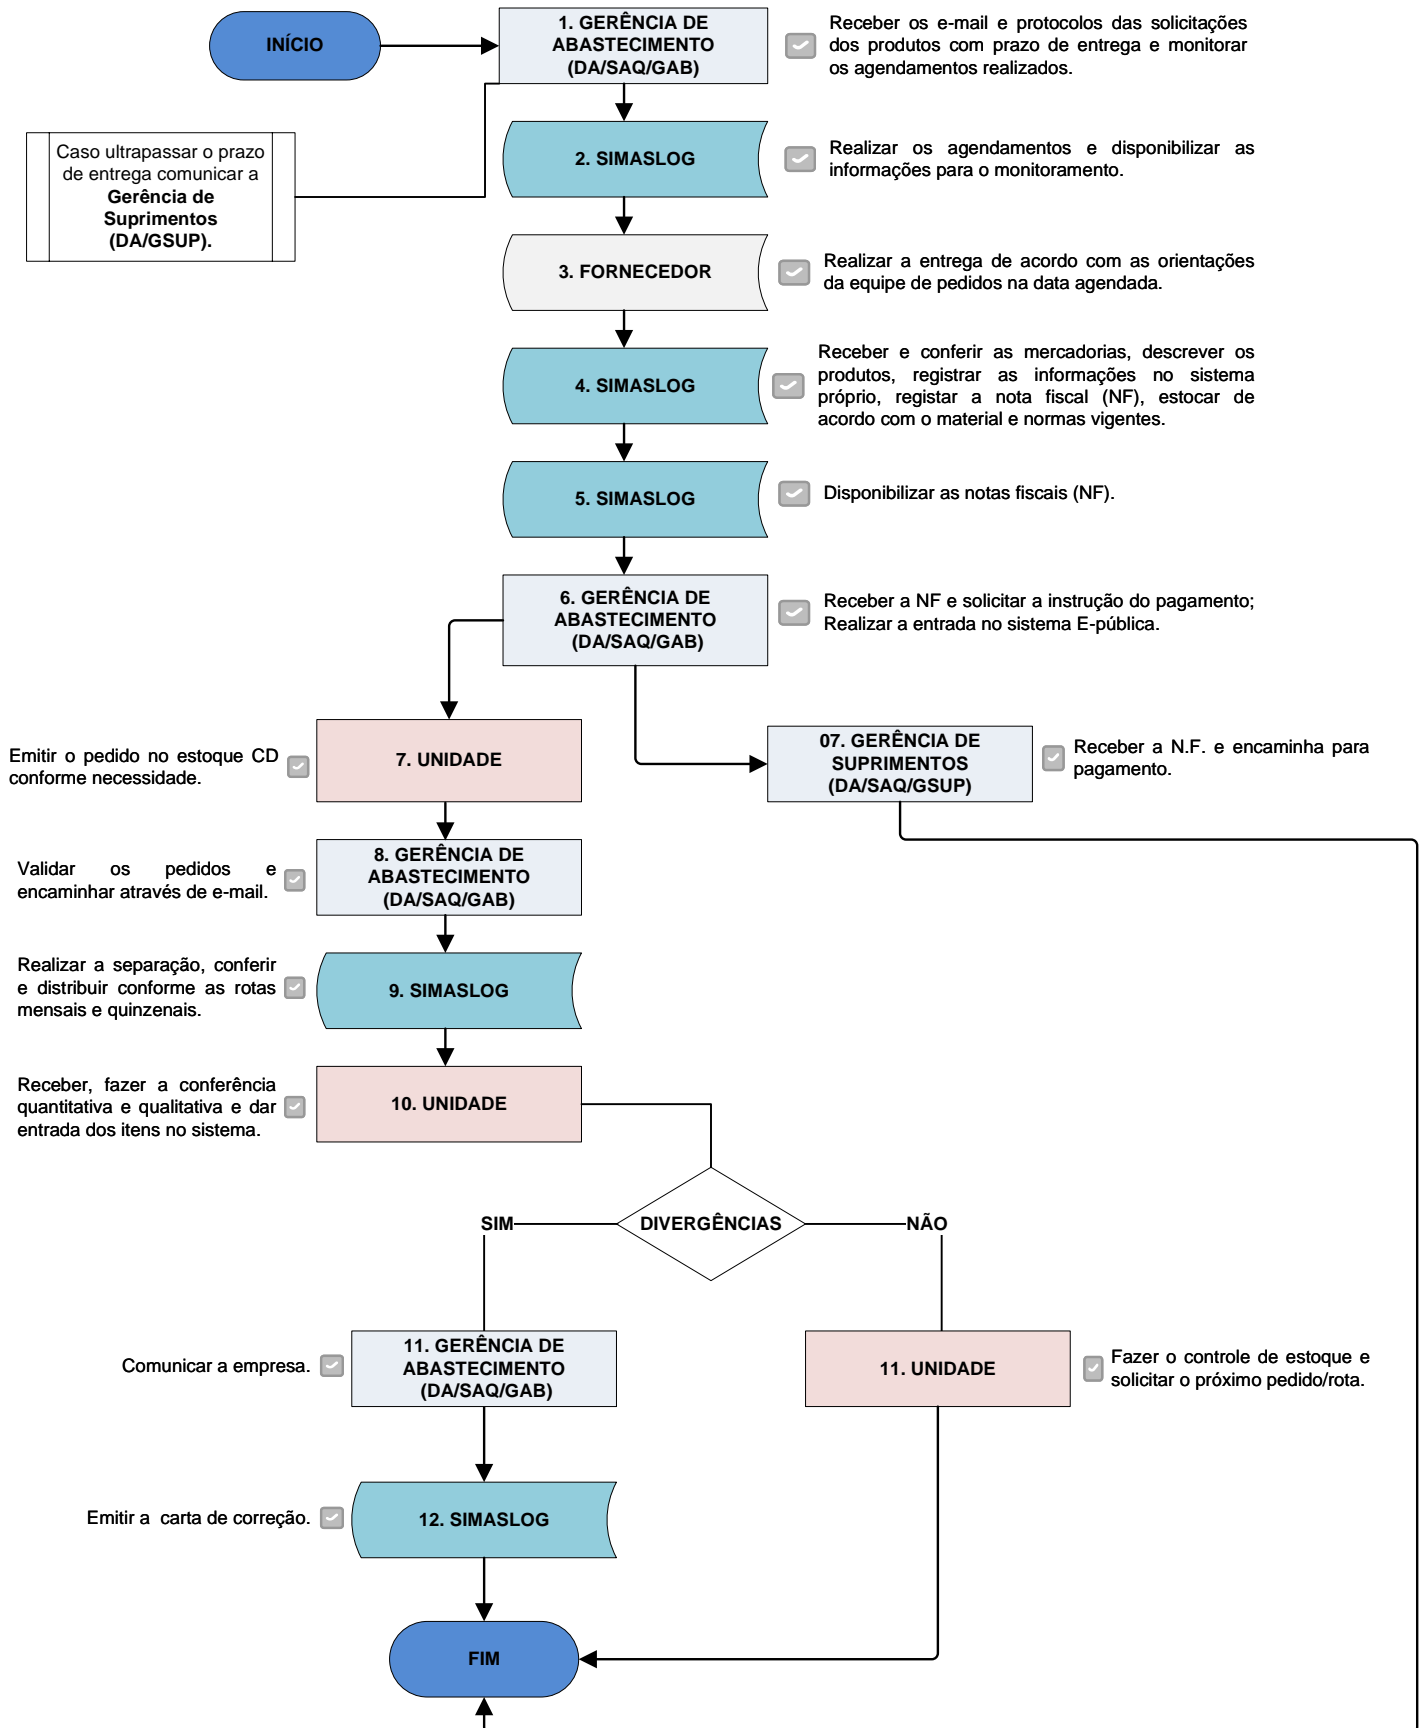 INÍCIO
1. GERÊNCIA DE
ABASTECIMENTO
(DA/SAQ/GAB)
Receber os e-mail e protocolos das solicitações
dos produtos com prazo de entrega e monitorar
os agendamentos realizados.
Caso ultrapassar o prazo
de entrega comunicar a
Gerência de
Suprimentos
(DA/GSUP).
2. SIMASLOG
Realizar os agendamentos e disponibilizar as
informações para o monitoramento.
3. FORNECEDOR
Realizar a entrega de acordo com as orientações
da equipe de pedidos na data agendada.
4. SIMASLOG
Receber e conferir as mercadorias, descrever os
produtos, registrar as informações no sistema
próprio, registar a nota fiscal (NF), estocar de
acordo com o material e normas vigentes.
5. SIMASLOG
Disponibilizar as notas fiscais (NF).
6. GERÊNCIA DE
ABASTECIMENTO
(DA/SAQ/GAB)
Receber a NF e solicitar a instrução do pagamento;
Realizar a entrada no sistema E-pública.
Emitir o pedido no estoque CD
conforme necessidade.
7. UNIDADE
07. GERÊNCIA DE
SUPRIMENTOS
(DA/SAQ/GSUP)
Receber a N.F. e encaminha para
pagamento.
Validar os pedidos e
encaminhar através de e-mail.
8. GERÊNCIA DE
ABASTECIMENTO
(DA/SAQ/GAB)
Realizar a separação, conferir
e distribuir conforme as rotas
mensais e quinzenais.
9. SIMASLOG
Receber, fazer a conferência
quantitativa e qualitativa e dar
entrada dos itens no sistema.
10. UNIDADE
SIM
DIVERGÊNCIAS
NÃO
Comunicar a empresa.
11. GERÊNCIA DE
ABASTECIMENTO
(DA/SAQ/GAB)
11. UNIDADE
Fazer o controle de estoque e
solicitar o próximo pedido/rota.
Emitir a carta de correção.
12. SIMASLOG
FIM